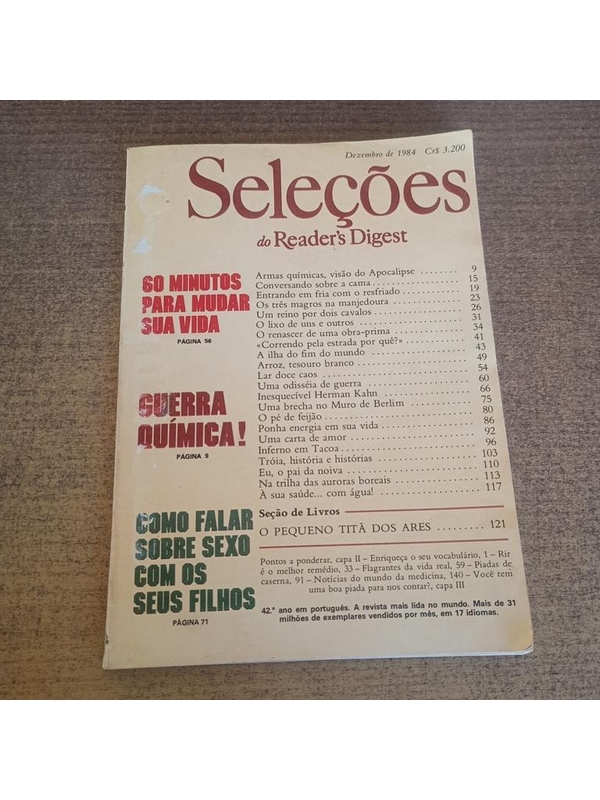 Dezembro de 1984 Cr$ 3.200
Seleções
do Reader's Digest
60 MINUTOS
PARA MUDAR
SUA VIDA
PÁGINA 56
GUERRA
QUÍMICA!
PÁGINA 9
COMO FALAR
SOBRE SEXO
COM OS
SEUS FILHOS
PÁGINA 71
Armas químicas, visão do Apocalipse ........ 9
Conversando sobre a cama .................. 15
Entrando em fria com o resfriado ............ 19
Os três magros na manjedoura .............. 23
Um reino por dois cavalos ................... 26
O lixo de uns e outros ....................... 31
O renascer de uma obra-prima ............... 34
«Correndo pela estrada por quê?» ............ 41
A ilha do fim do mundo .................... 43
Arroz, tesouro branco ....................... 49
Lar doce caos .............................. 54
Uma odisséia de guerra ..................... 60
Inesquecível Herman Kahn .................. 66
Uma brecha no Muro de Berlim ............. 75
O pé de feijão .............................. 80
Ponha energia em sua vida .................. 86
Uma carta de amor ......................... 92
Inferno em Tacoa ........................... 96
Tróia, história e histórias .................... 103
Eu, o pai da noiva .......................... 110
Na trilha das auroras boreais ................ 113
À sua saúde... com água! .................... 117
Seção de Livros
O PEQUENO TITÃ DOS ARES ......... 121
Pontos a ponderar, capa II – Enriqueça o seu vocabulário, 1 – Rir
é o melhor remédio, 33 – Flagrantes da vida real, 59 – Piadas de
caserna, 91 – Notícias do mundo da medicina, 140 – Você tem
uma boa piada para nos contar?, capa III
42.º ano em português. A revista mais lida no mundo. Mais de 31
milhões de exemplares vendidos por mês, em 17 idiomas.